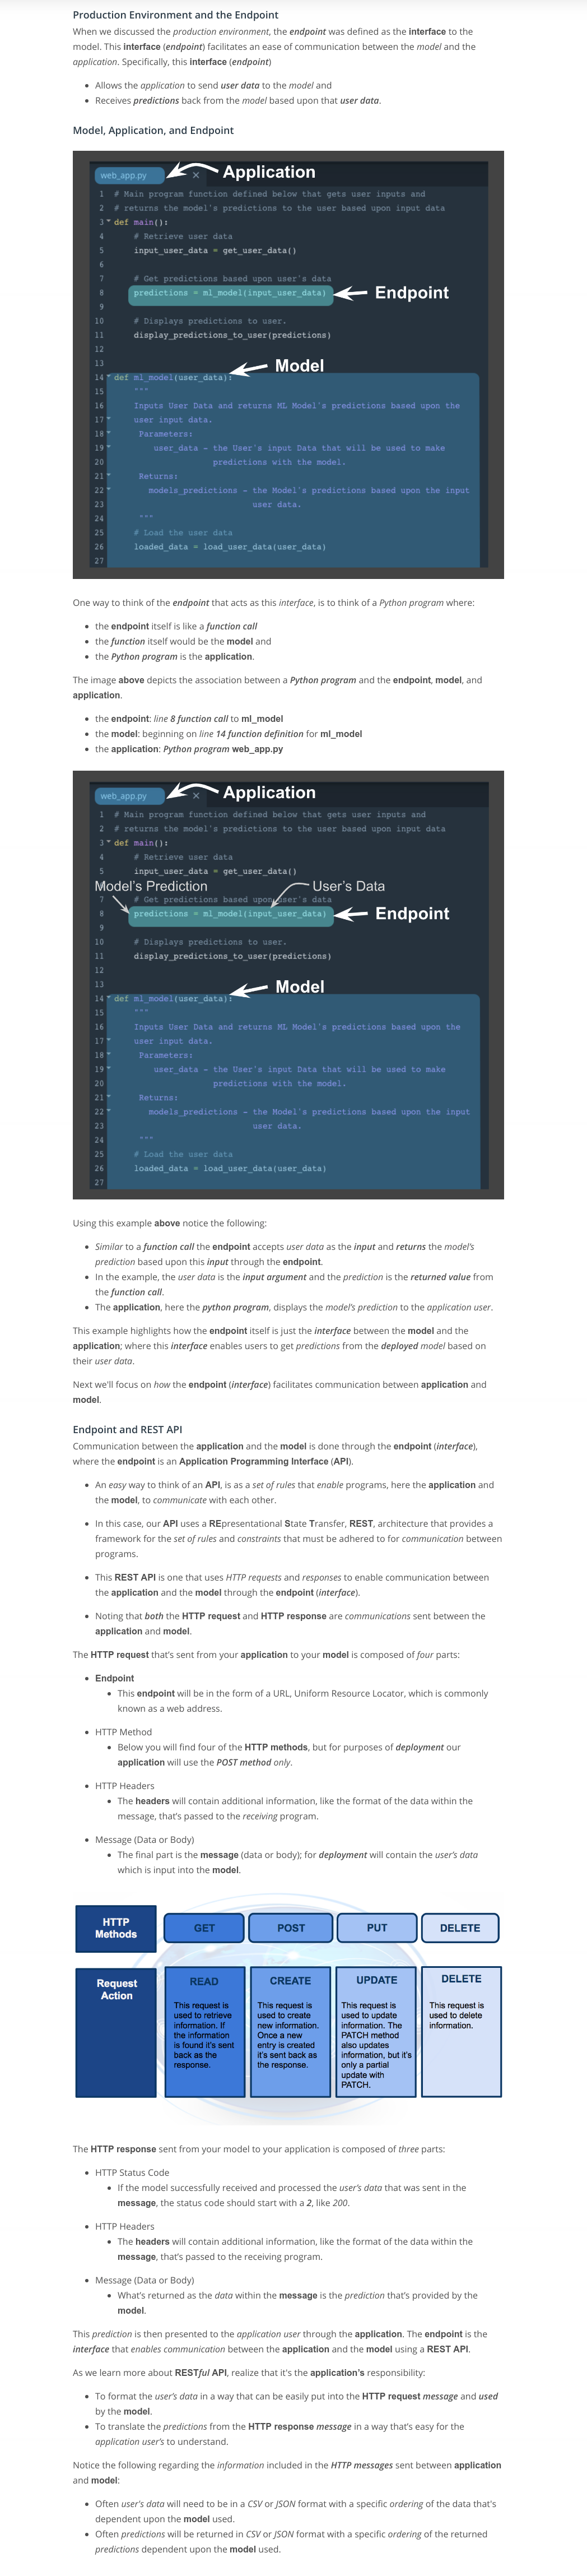 Production Environment and the Endpoint
When we discussed the production environment, the endpoint was defined as the interface to the
model. This interface (endpoint) facilitates an ease of communication between the model and the
application. Specifically, this interface (endpoint)
• Allows the application to send user data to the model and
• Receives predictions back from the model based upon that user data.
Model, Application, and Endpoint
web_app.py × Application
1 # Main program function defined below that gets user inputs and
2 # returns the model's predictions to the user based upon input data
3 def main():
4 # Retrieve user data
5 input_user_data = get_user_data()
6
7 # Get predictions based upon user's data
8 predictions = ml_model(input_user_data) Endpoint
9
10 # Displays predictions to user.
11 display_predictions_to_user(predictions)
12
13
Model
14 def ml_model(user_data):
15 """
16 Inputs User Data and returns ML Model's predictions based upon the
17 user input data.
18 Parameters:
19 user_data - the User's input Data that will be used to make
20 predictions with the model.
21 Returns:
22 models_predictions - the Model's predictions based upon the input
23 user data.
24 """
25 # Load the user data
26 loaded_data = load_user_data(user_data)
27
One way to think of the endpoint that acts as this interface, is to think of a Python program where:
• the endpoint itself is like a function call
• the function itself would be the model and
• the Python program is the application.
The image above depicts the association between a Python program and the endpoint, model, and
application.
• the endpoint: line 8 function call to ml_model
• the model: beginning on line 14 function definition for ml_model
• the application: Python program web_app.py
web_app.py × Application
1 # Main program function defined below that gets user inputs and
2 # returns the model's predictions to the user based upon input data
3 def main():
4 # Retrieve user data
5 input_user_data = get_user_data()
Model's Prediction User's Data
7 # Get predictions based upon user's data
8 predictions = ml_model(input_user_data) Endpoint
9
10 # Displays predictions to user.
11 display_predictions_to_user(predictions)
12
13
Model
14 def ml_model(user_data):
15 """
16 Inputs User Data and returns ML Model's predictions based upon the
17 user input data.
18 Parameters:
19 user_data - the User's input Data that will be used to make
20 predictions with the model.
21 Returns:
22 models_predictions - the Model's predictions based upon the input
23 user data.
24 """
25 # Load the user data
26 loaded_data = load_user_data(user_data)
27
Using this example above notice the following:
• Similar to a function call the endpoint accepts user data as the input and returns the model's
prediction based upon this input through the endpoint.
• In the example, the user data is the input argument and the prediction is the returned value from
the function call.
• The application, here the python program, displays the model's prediction to the application user.
This example highlights how the endpoint itself is just the interface between the model and the
application; where this interface enables users to get predictions from the deployed model based on
their user data.
Next we'll focus on how the endpoint (interface) facilitates communication between application and
model.
Endpoint and REST API
Communication between the application and the model is done through the endpoint (interface),
where the endpoint is an Application Programming Interface (API).
• An easy way to think of an API, is as a set of rules that enable programs, here the application and
the model, to communicate with each other.
• In this case, our API uses a REpresentational State Transfer, REST, architecture that provides a
framework for the set of rules and constraints that must be adhered to for communication between
programs.
• This REST API is one that uses HTTP requests and responses to enable communication between
the application and the model through the endpoint (interface).
• Noting that both the HTTP request and HTTP response are communications sent between the
application and model.
The HTTP request that's sent from your application to your model is composed of four parts:
• Endpoint
• This endpoint will be in the form of a URL, Uniform Resource Locator, which is commonly
known as a web address.
• HTTP Method
• Below you will find four of the HTTP methods, but for purposes of deployment our
application will use the POST method only.
• HTTP Headers
• The headers will contain additional information, like the format of the data within the
message, that's passed to the receiving program.
• Message (Data or Body)
• The final part is the message (data or body); for deployment will contain the user's data
which is input into the model.
HTTP
Methods
GET
POST
PUT
DELETE
Request
Action
READ
This request is
used to retrieve
information. If
the information
is found it's sent
back as the
response.
CREATE
This request is
used to create
new information.
Once a new
entry is created
it's sent back as
the response.
UPDATE
This request is
used to update
information. The
PATCH method
also updates
information, but it's
only a partial
update with
PATCH.
DELETE
This request is
used to delete
information.
The HTTP response sent from your model to your application is composed of three parts:
• HTTP Status Code
• If the model successfully received and processed the user's data that was sent in the
message, the status code should start with a 2, like 200.
• HTTP Headers
• The headers will contain additional information, like the format of the data within the
message, that's passed to the receiving program.
• Message (Data or Body)
• What's returned as the data within the message is the prediction that's provided by the
model.
This prediction is then presented to the application user through the application. The endpoint is the
interface that enables communication between the application and the model using a REST API.
As we learn more about RESTful API, realize that it's the application's responsibility:
• To format the user's data in a way that can be easily put into the HTTP request message and used
by the model.
• To translate the predictions from the HTTP response message in a way that's easy for the
application user's to understand.
Notice the following regarding the information included in the HTTP messages sent between application
and model:
• Often user's data will need to be in a CSV or JSON format with a specific ordering of the data that's
dependent upon the model used.
• Often predictions will be returned in CSV or JSON format with a specific ordering of the returned
predictions dependent upon the model used.